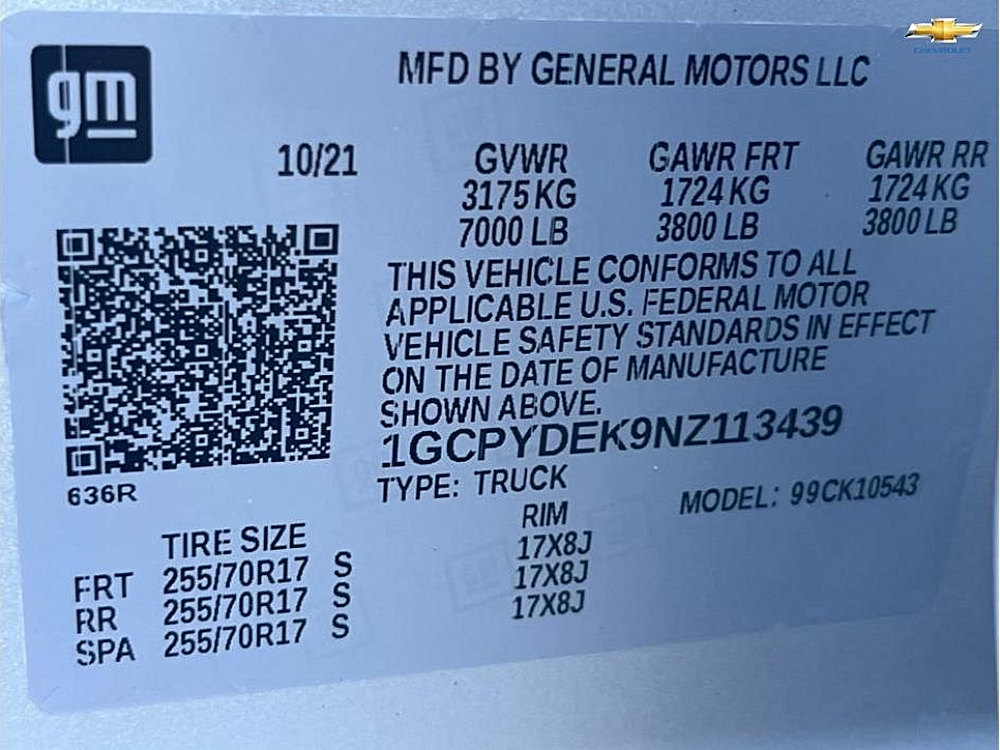 CHEVROLET
gm
MFD BY GENERAL MOTORS LLC
10/21 GVWR GAWR FRT GAWR RR
3175 KG 1724 KG 1724 KG
7000 LB 3800 LB 3800 LB
THIS VEHICLE CONFORMS TO ALL
APPLICABLE U.S. FEDERAL MOTOR
VEHICLE SAFETY STANDARDS IN EFFECT
ON THE DATE OF MANUFACTURE
SHOWN ABOVE.
1GCPYDEK9NZ113439
636R
TYPE: TRUCK MODEL: 99CK10543
TIRE SIZE RIM
FRT 255/70R17 S 17X8J
RR 255/70R17 S 17X8J
SPA 255/70R17 S 17X8J